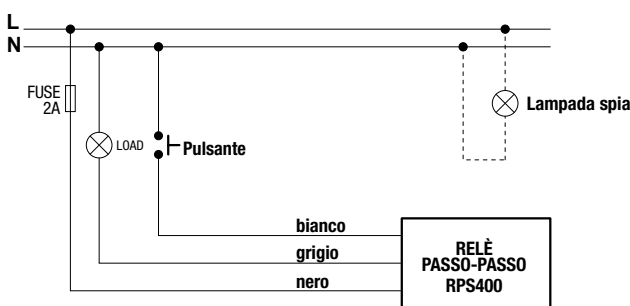 L
N
FUSE
2A
LOAD
Pulsante
Lampada spia
bianco
grigio
nero
RELÈ
PASSO-PASSO
RPS400